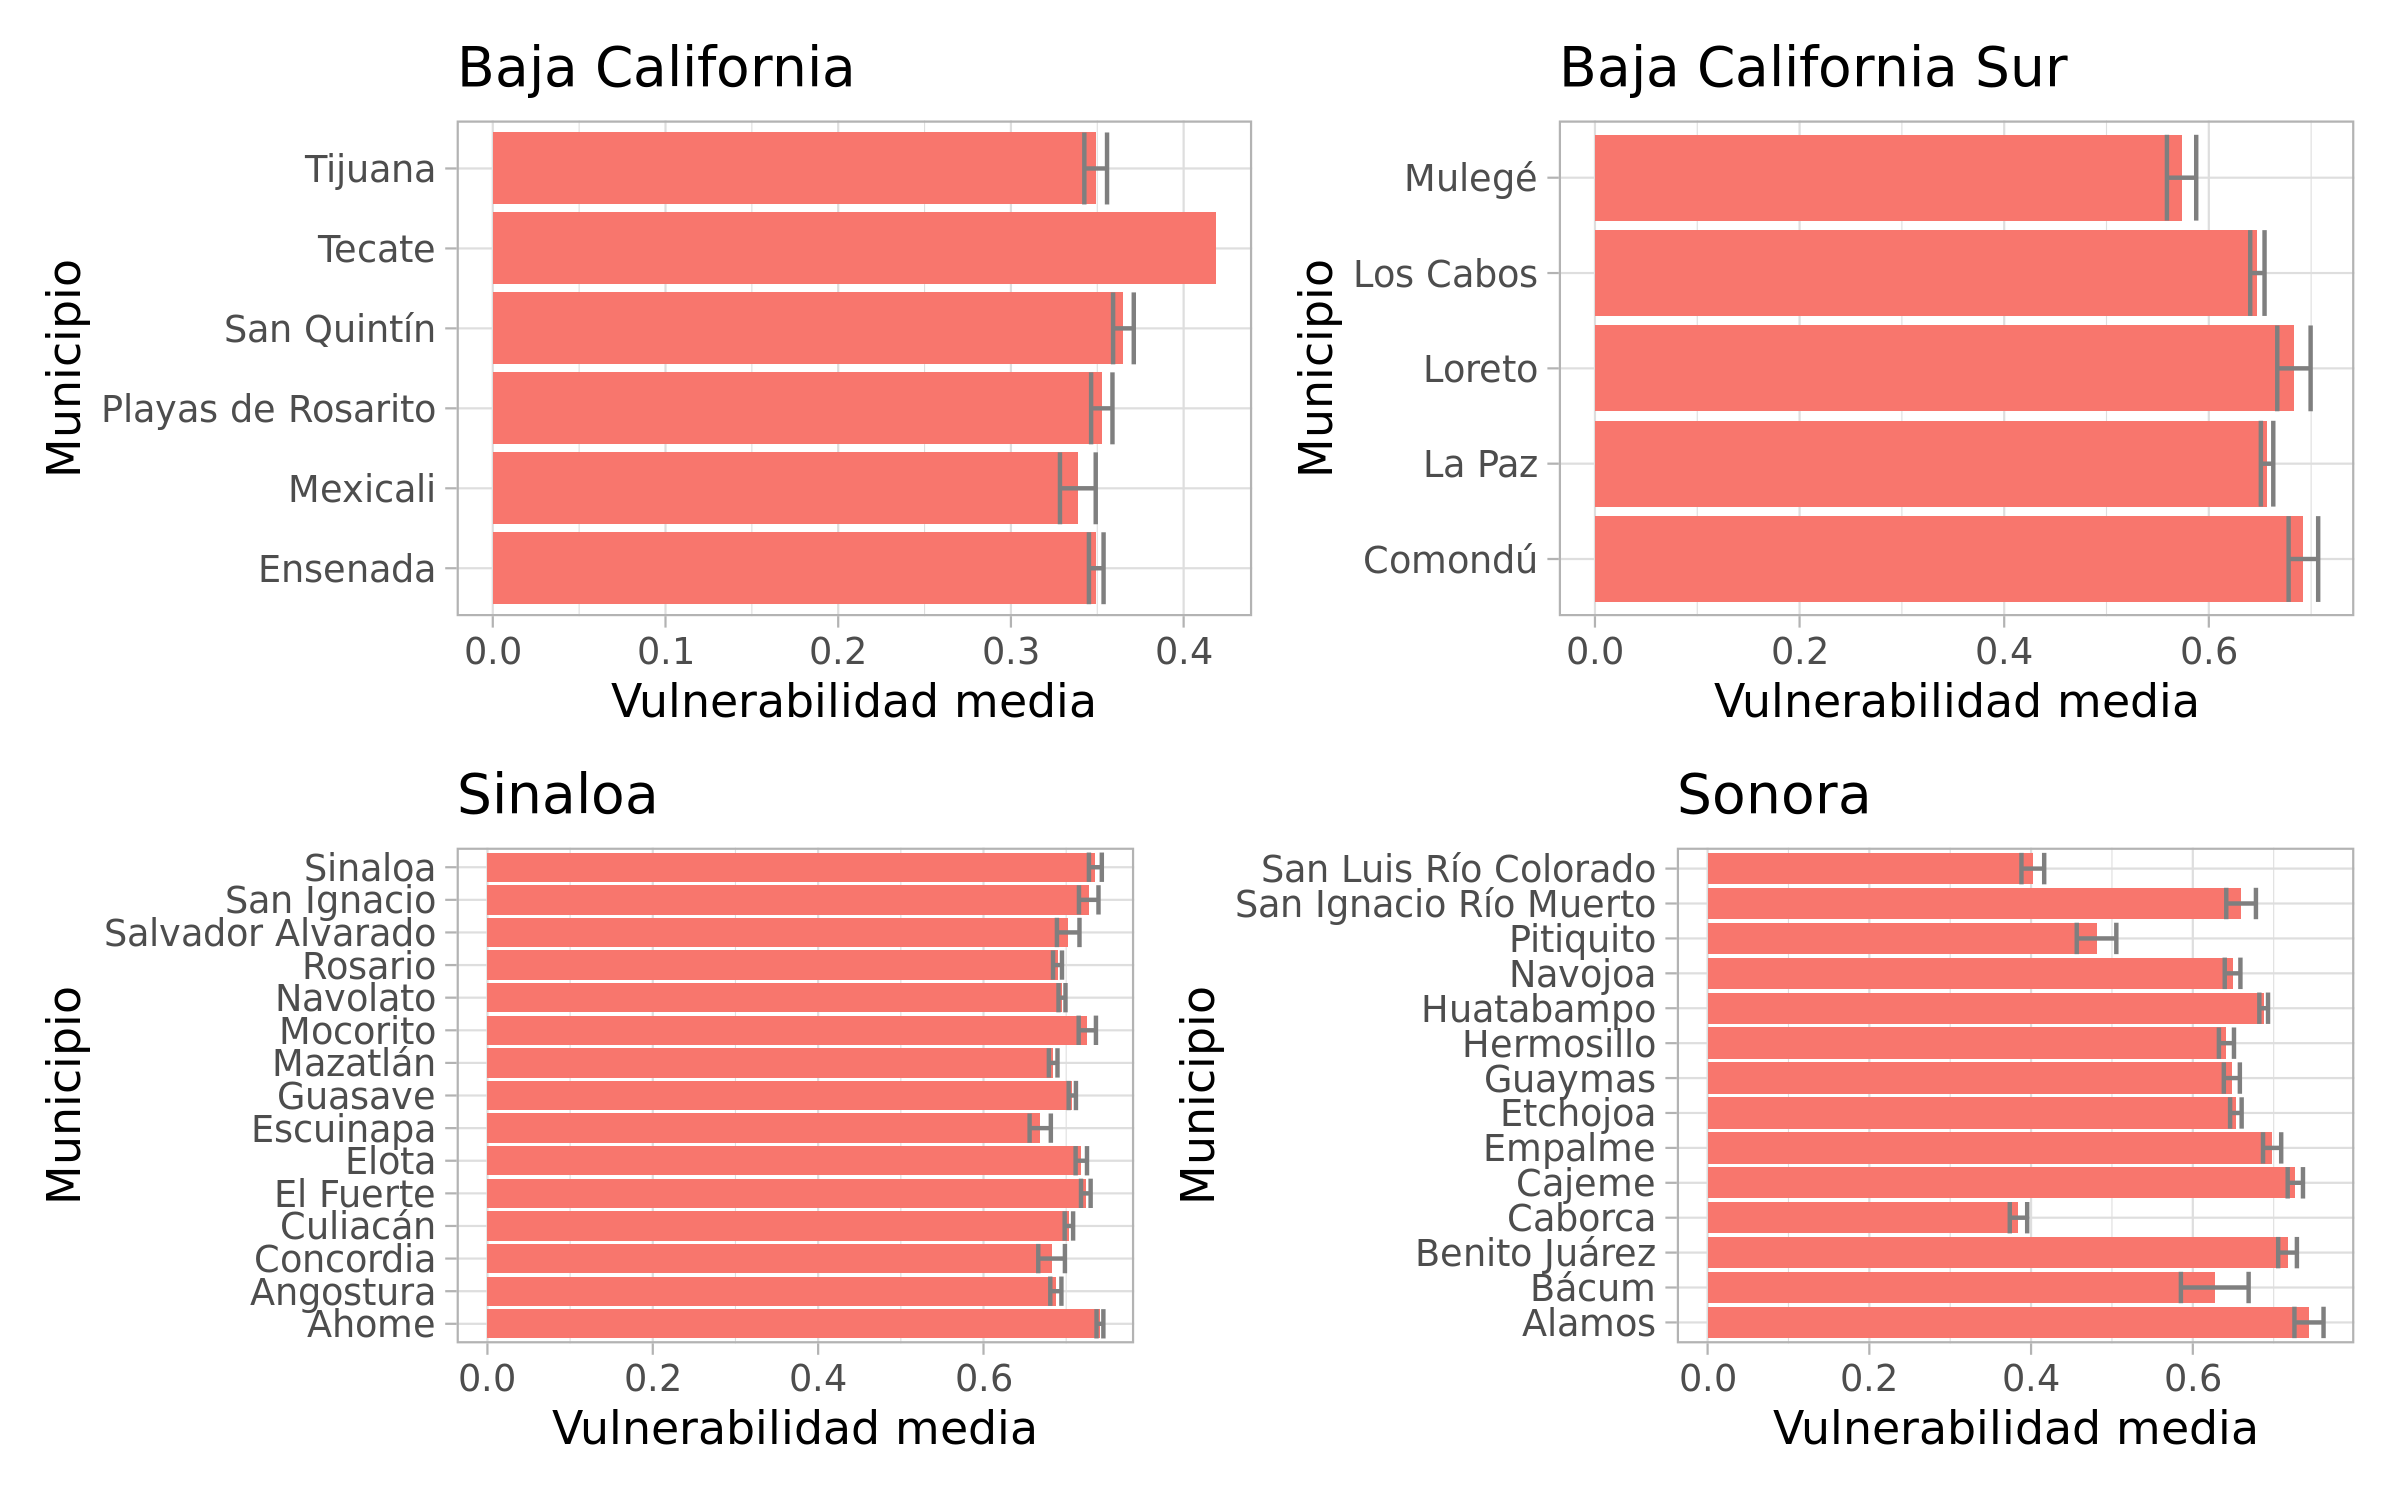 Baja California
Municipio
Tijuana
Tecate
San Quintín
Playas de Rosarito
Mexicali
Ensenada
0.0 0.1 0.2 0.3 0.4
Vulnerabilidad media
Baja California Sur
Municipio
Mulegé
Los Cabos
Loreto
La Paz
Comondú
0.0 0.2 0.4 0.6
Vulnerabilidad media
Sinaloa
Municipio
Sinaloa
San Ignacio
Salvador Alvarado
Rosario
Navolato
Mocorito
Mazatlán
Guasave
Escuinapa
Elota
El Fuerte
Culiacán
Concordia
Angostura
Ahome
0.0 0.2 0.4 0.6
Vulnerabilidad media
Sonora
Municipio
San Luis Río Colorado
San Ignacio Río Muerto
Pitiquito
Navojoa
Huatabampo
Hermosillo
Guaymas
Etchojoa
Empalme
Cajeme
Caborca
Benito Juárez
Bácum
Alamos
0.0 0.2 0.4 0.6
Vulnerabilidad media